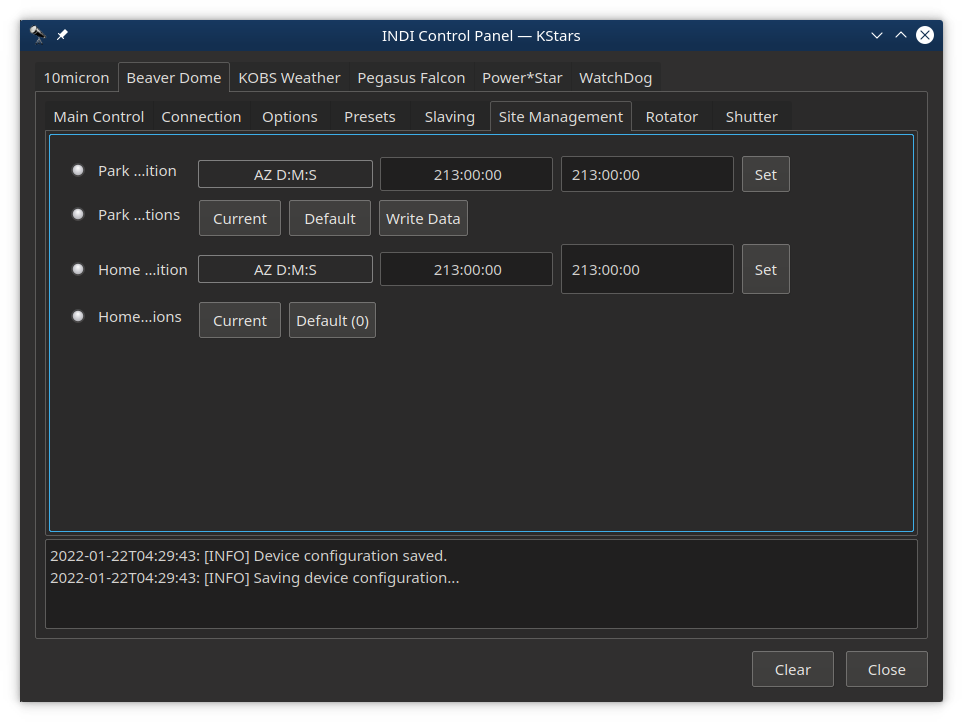 INDI Control Panel — KStars
10micron Beaver Dome KOBS Weather Pegasus Falcon Power*Star WatchDog
Main Control Connection Options Presets Slaving Site Management Rotator Shutter
Park ...ition AZ D:M:S 213:00:00 213:00:00 Set
Park ...tions Current Default Write Data
Home ...ition AZ D:M:S 213:00:00 213:00:00 Set
Home...ions Current Default (0)
2022-01-22T04:29:43: [INFO] Device configuration saved.
2022-01-22T04:29:43: [INFO] Saving device configuration...
Clear Close